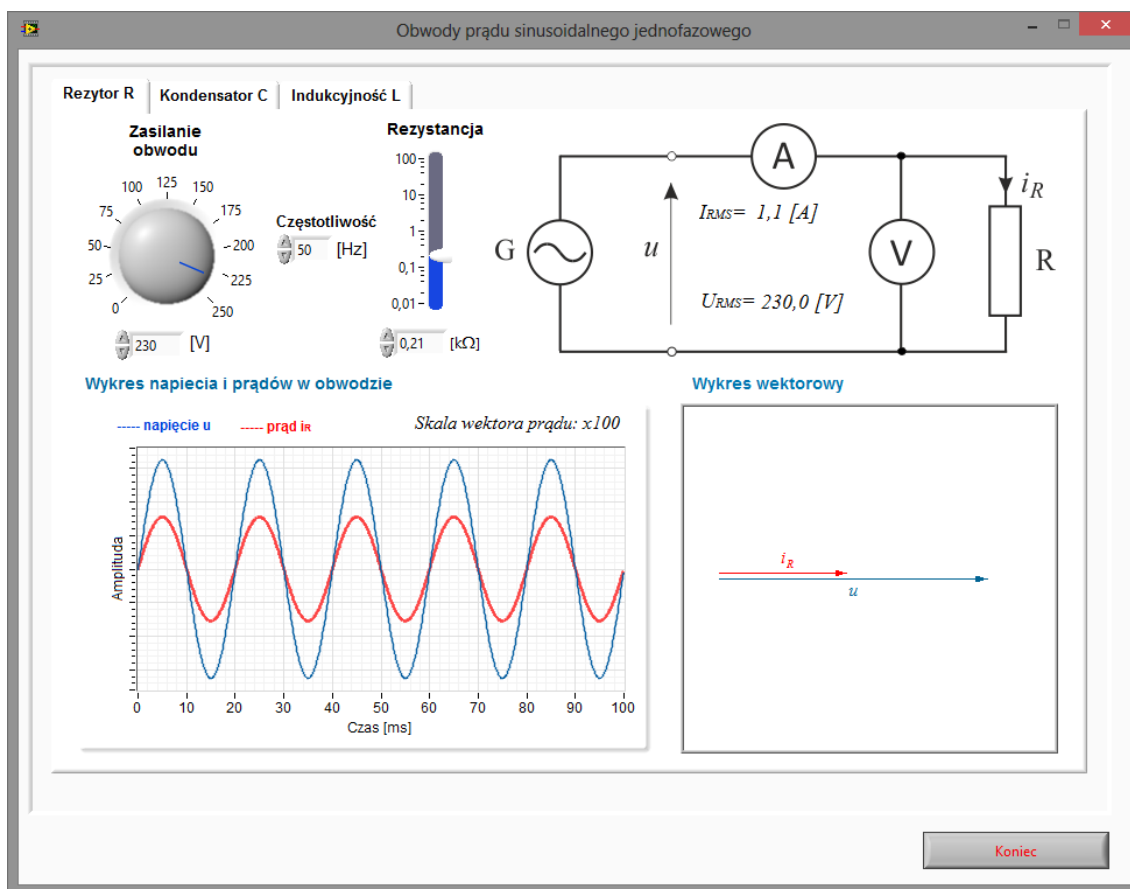 Obwody prądu sinusoidalnego jednofazowego
Rezytor R
Kondensator C
Indukcyjność L
Zasilanie
obwodu
0
25
50
75
100
125
150
175
200
225
250
230 [V]
Częstotliwość
50 [Hz]
Rezystancja
100
10
1
0,1
0,01
0,21 [kΩ]
G
u
A
IRMS= 1,1 [A]
URMS= 230,0 [V]
V
iR
R
Wykres napiecia i prądów w obwodzie
----- napięcie u ----- prąd iR Skala wektora prądu: x100
Amplituda
0 10 20 30 40 50 60 70 80 90 100
Czas [ms]
Wykres wektorowy
iR
u
Koniec